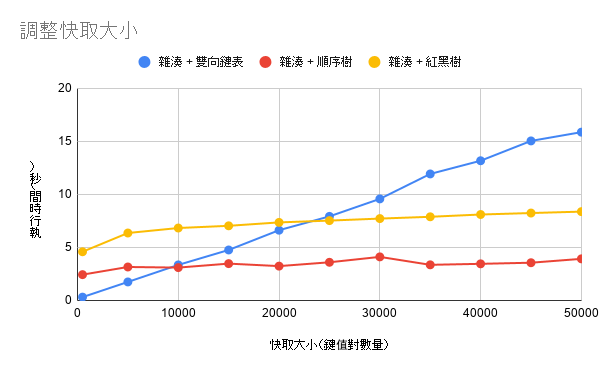 調整快取大小
雜湊 + 雙向鏈表
雜湊 + 順序樹
雜湊 + 紅黑樹
執行時間(秒)
20
15
10
5
0
0
10000
20000
30000
40000
50000
快取大小(鍵值對數量)